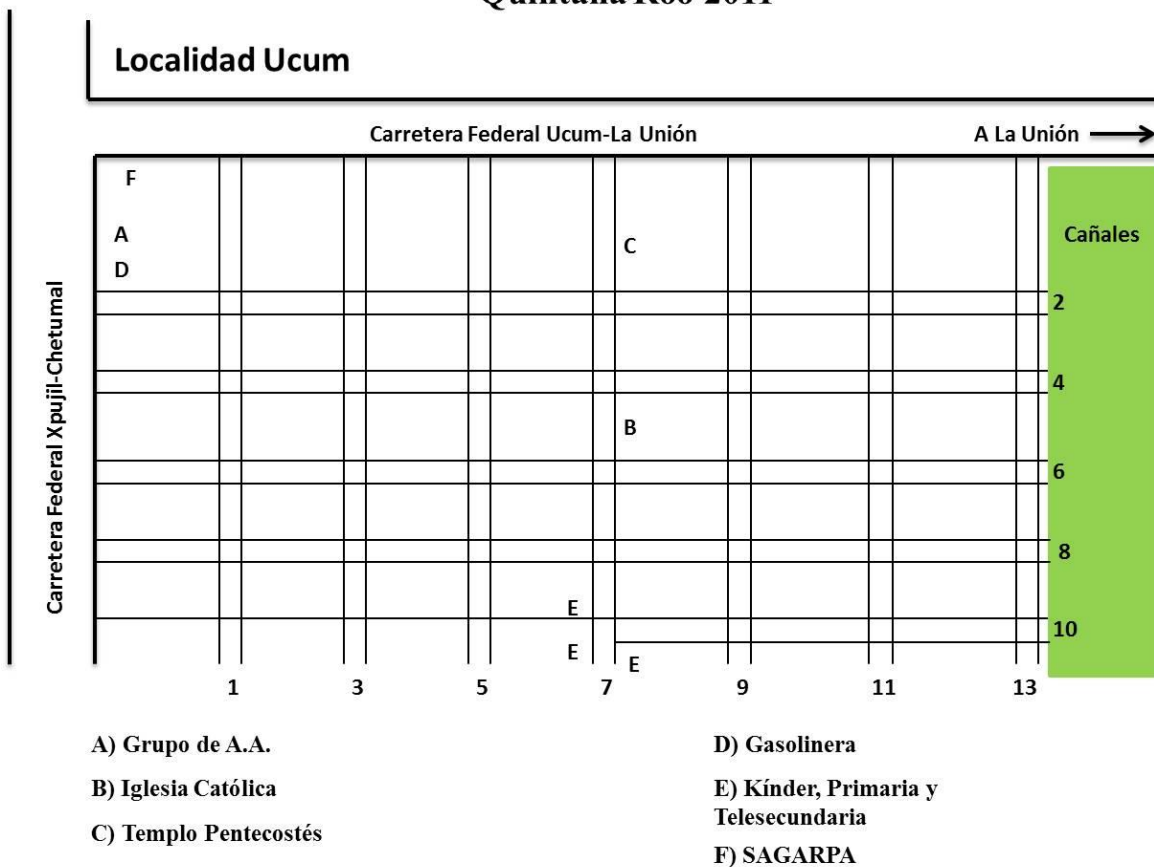 Quintana Roo 2011
Localidad Ucum
Carretera Federal Ucum-La Unión
A La Unión
F
A
D
C
Cañales
2
Carretera Federal Xpujil-Chetumal
4
B
6
8
E
10
E
E
1
3
5
7
9
11
13
A) Grupo de A.A.
B) Iglesia Católica
C) Templo Pentecostés
D) Gasolinera
E) Kínder, Primaria y
Telesecundaria
F) SAGARPA